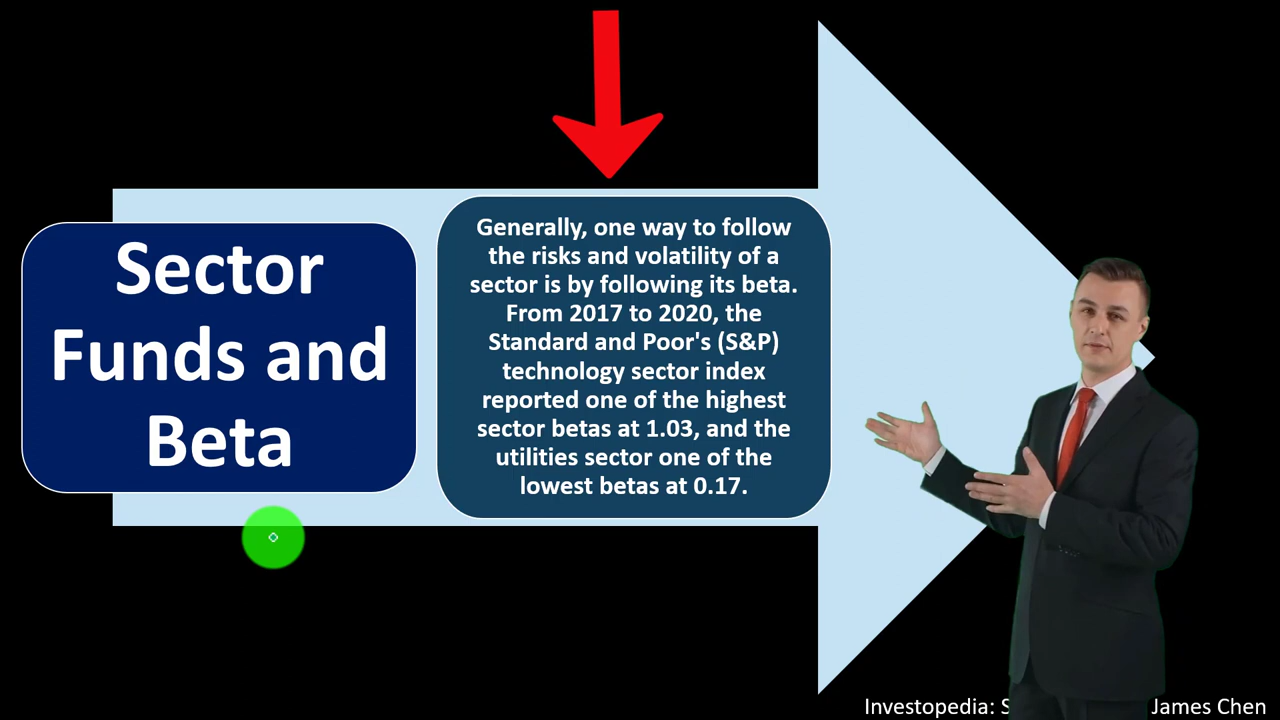 Sector
Funds and
Beta
Generally, one way to follow
the risks and volatility of a
sector is by following its beta.
From 2017 to 2020, the
Standard and Poor's (S&P)
technology sector index
reported one of the highest
sector betas at 1.03, and the
utilities sector one of the
lowest betas at 0.17.
Investopedia: James Chen